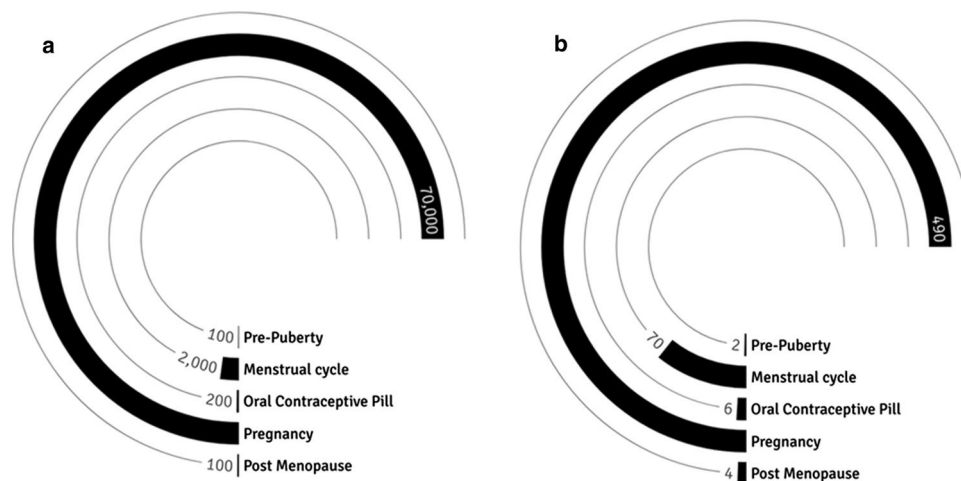 a
70,000
100 Pre-Puberty
2,000 Menstrual cycle
200 Oral Contraceptive Pill
Pregnancy
100 Post Menopause
b
490
2 Pre-Puberty
70 Menstrual cycle
6 Oral Contraceptive Pill
Pregnancy
4 Post Menopause